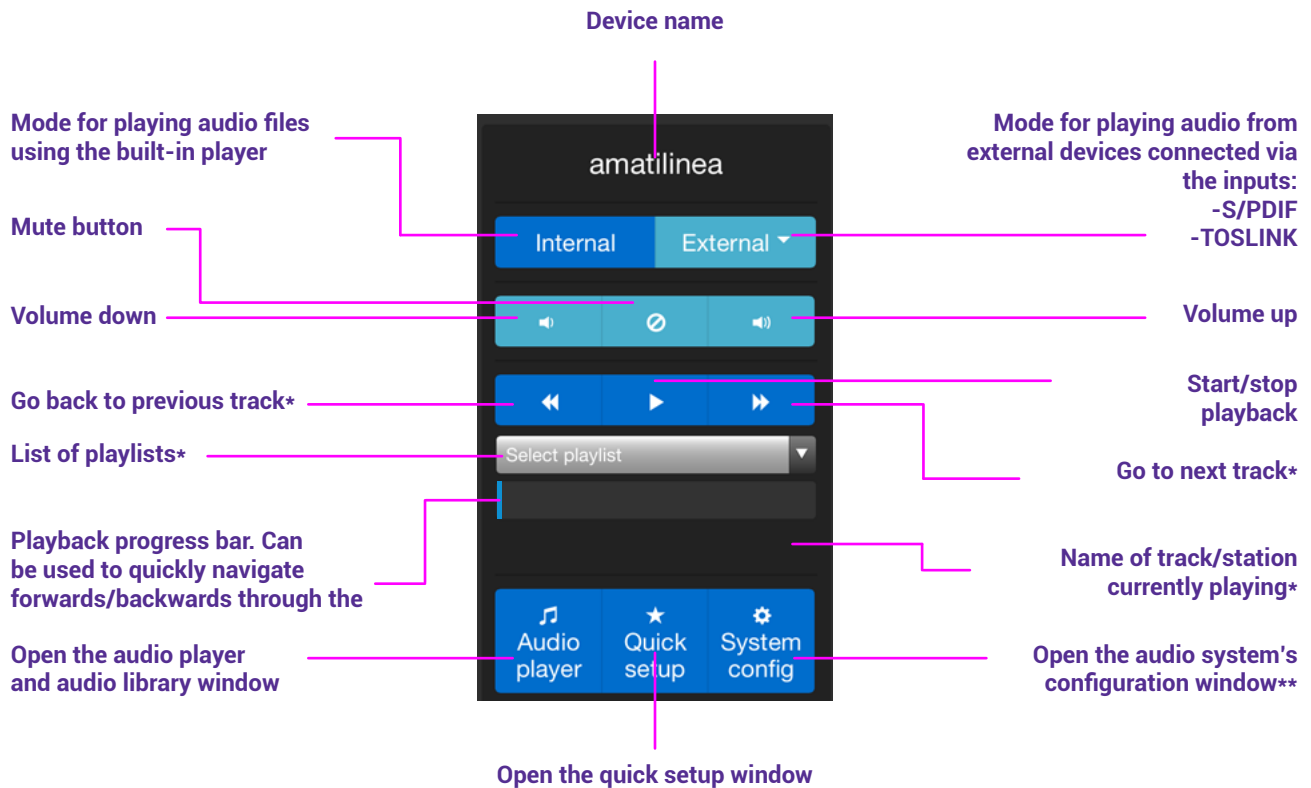 Device name
Mode for playing audio files
using the built-in player
Mode for playing audio from
external devices connected via
the inputs:
-S/PDIF
-TOSLINK
amatilinea
Mute button
Internal
External
Volume down
Volume up
Go back to previous track*
Start/stop
playback
List of playlists*
Select playlist
Go to next track*
Playback progress bar. Can
be used to quickly navigate
forwards/backwards through the
Name of track/station
currently playing*
Audio
player
Quick
setup
System
config
Open the audio player
and audio library window
Open the audio system's
configuration window**
Open the quick setup window